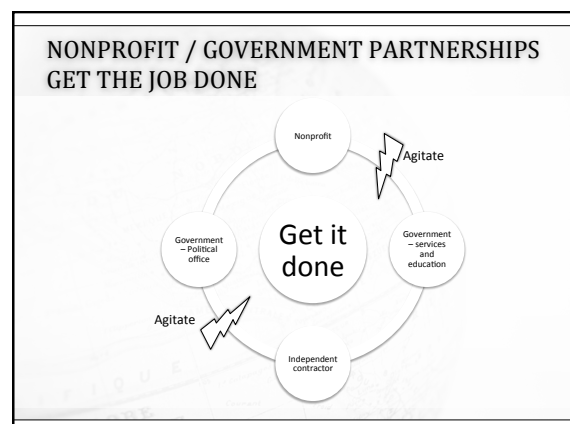 NONPROFIT / GOVERNMENT PARTNERSHIPS
GET THE JOB DONE
Nonprofit
Agitate
Government
– Political
office
Get it
done
Government
– services
and
education
Agitate
Independent
contractor